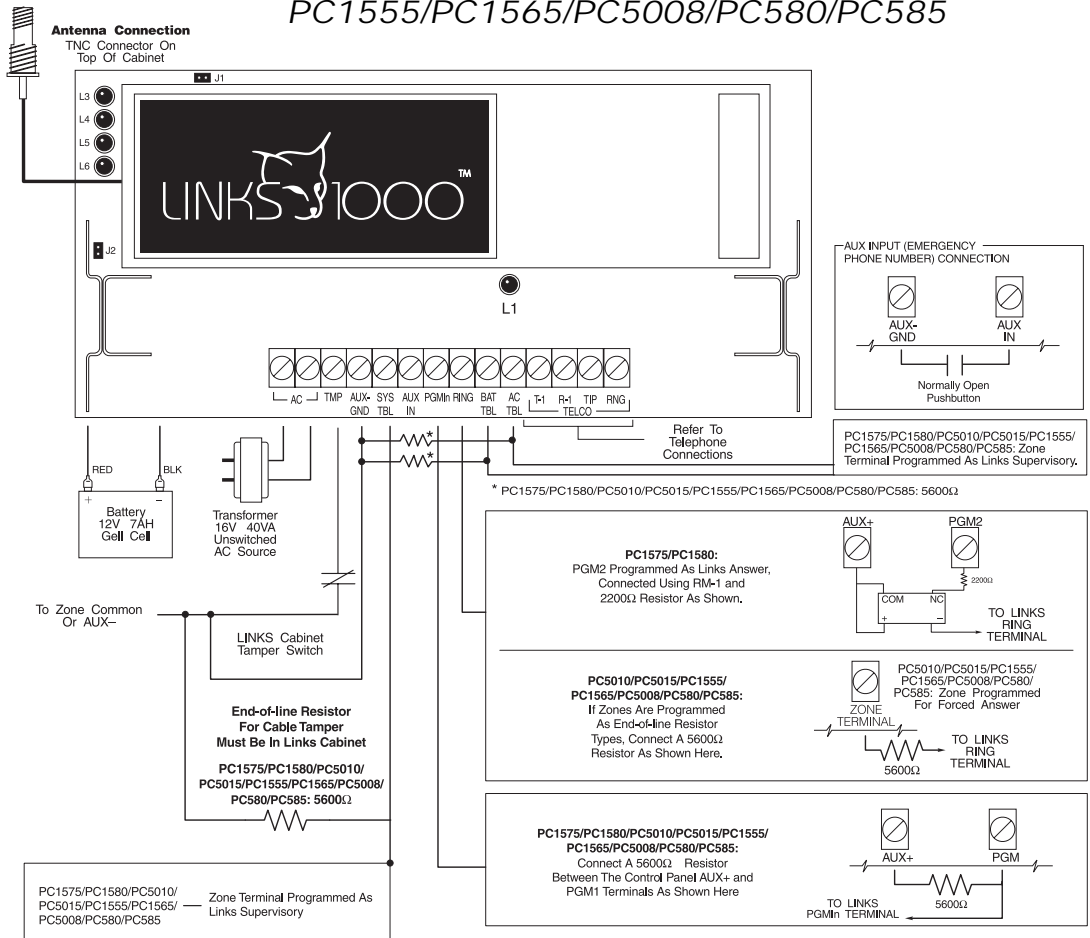 PC1555/PC1565/PC5008/PC580/PC585
Antenna Connection
TNC Connector On
Top Of Cabinet
J1
L3
L4
L5
L6
LINKS 1000™
J2
L1
AC
TMP
AUX-
GND
SYS
TBL
AUX
IN
PGMIn
RING
BAT
TBL
AC
TBL
T-1
R-1
TIP
RNG
TELCO
AUX INPUT (EMERGENCY
PHONE NUMBER) CONNECTION
AUX-
GND
AUX
IN
Normally Open
Pushbutton
Refer To
Telephone
Connections
PC1575/PC1580/PC5010/PC5015/PC1555/
PC1565/PC5008/PC580/PC585: Zone
Terminal Programmed As Links Supervisory.
*
*
* PC1575/PC1580/PC5010/PC5015/PC1555/PC1565/PC5008/PC580/PC585: 5600Ω
RED
BLK
+
–
Battery
12V 7AH
Gell Cell
Transformer
16V 40VA
Unswitched
AC Source
To Zone Common
Or AUX–
LINKS Cabinet
Tamper Switch
PC1575/PC1580:
PGM2 Programmed As Links Answer,
Connected Using RM-1 and
2200Ω Resistor As Shown.
AUX+
PGM2
2200Ω
COM
NC
+
–
TO LINKS
RING
TERMINAL
PC5010/PC5015/PC1555/
PC1565/PC5008/PC580/PC585:
If Zones Are Programmed
As End-of-line Resistor
Types, Connect A 5600Ω
Resistor As Shown Here.
ZONE
TERMINAL
PC5010/PC5015/PC1555/
PC1565/PC5008/PC580/
PC585: Zone Programmed
For Forced Answer
5600Ω
TO LINKS
RING
TERMINAL
End-of-line Resistor
For Cable Tamper
Must Be In Links Cabinet
PC1575/PC1580/PC5010/
PC5015/PC1555/PC1565/PC5008/
PC580/PC585: 5600Ω
PC1575/PC1580/PC5010/PC5015/PC1555/
PC1565/PC5008/PC580/PC585:
Connect A 5600Ω Resistor
Between The Control Panel AUX+ and
PGM1 Terminals As Shown Here
AUX+
PGM
5600Ω
TO LINKS
PGMIn TERMINAL
PC1575/PC1580/PC5010/
PC5015/PC1555/PC1565/
PC5008/PC580/PC585
Zone Terminal Programmed As
Links Supervisory